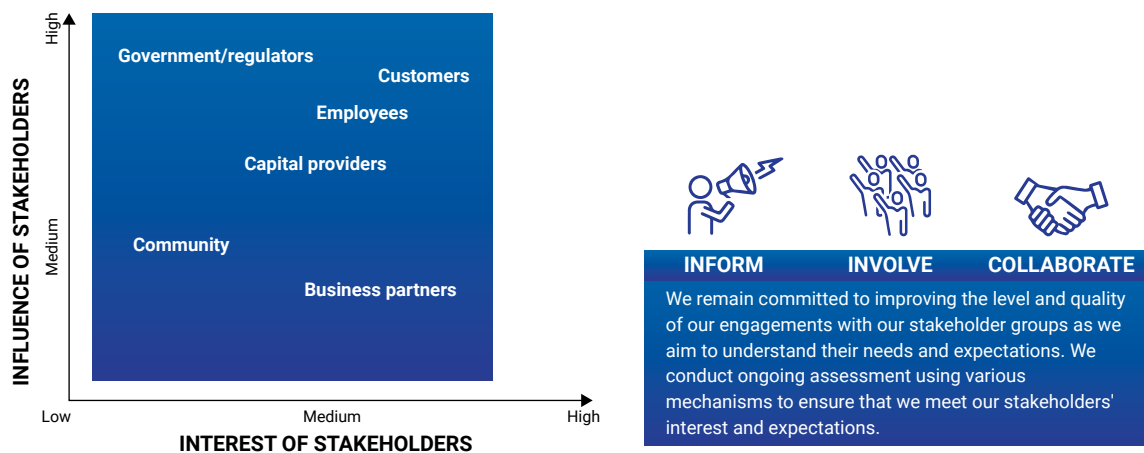 High
Government/regulators
Customers
Employees
Capital providers
Community
Medium
Business partners
INFLUENCE OF STAKEHOLDERS
Low
Medium
High
INTEREST OF STAKEHOLDERS
INFORM
INVOLVE
COLLABORATE
We remain committed to improving the level and quality
of our engagements with our stakeholder groups as we
aim to understand their needs and expectations. We
conduct ongoing assessment using various
mechanisms to ensure that we meet our stakeholders'
interest and expectations.